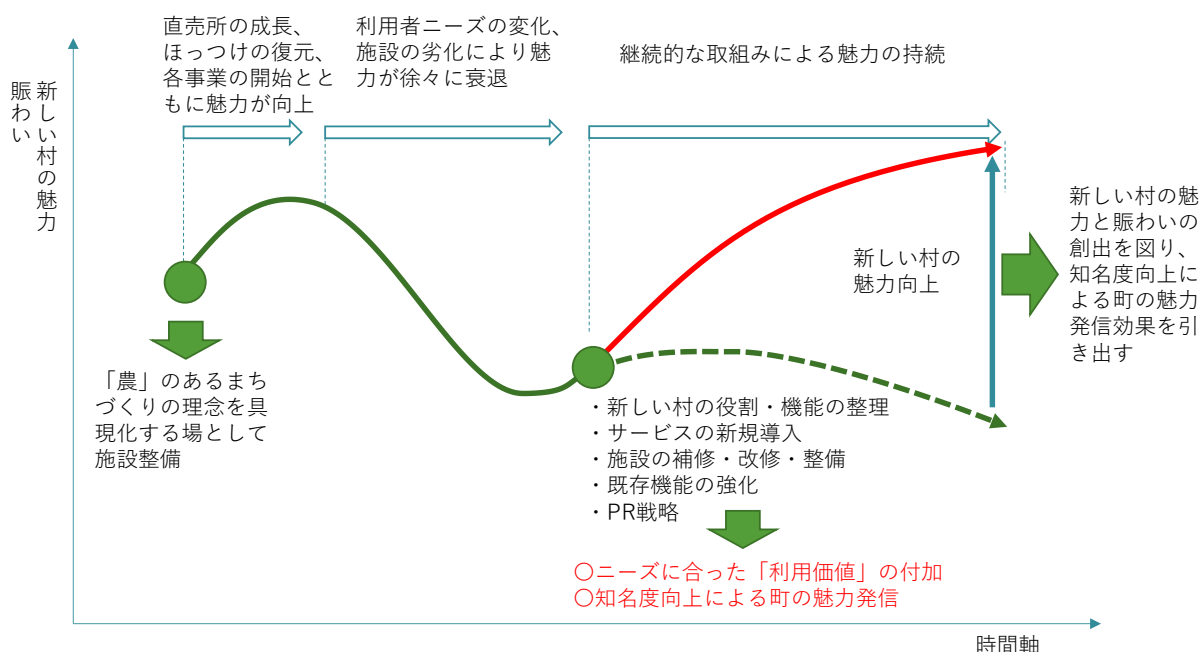 直売所の成長、
ほっつけの復元、
各事業の開始とと
もに魅力が向上
利用者ニーズの変化、
施設の劣化により魅
力が徐々に衰退
継続的な取組みによる魅力の持続
新しい村の魅力
賑わい
新しい村の
魅力向上
新しい村の魅
力と賑わいの
創出を図り、
知名度向上に
よる町の魅力
発信効果を引
き出す
「農」のあるまち
づくりの理念を具
現化する場として
施設整備
・新しい村の役割・機能の整理
・サービスの新規導入
・施設の補修・改修・整備
・既存機能の強化
・PR戦略
〇ニーズに合った「利用価値」の付加
〇知名度向上による町の魅力発信
時間軸